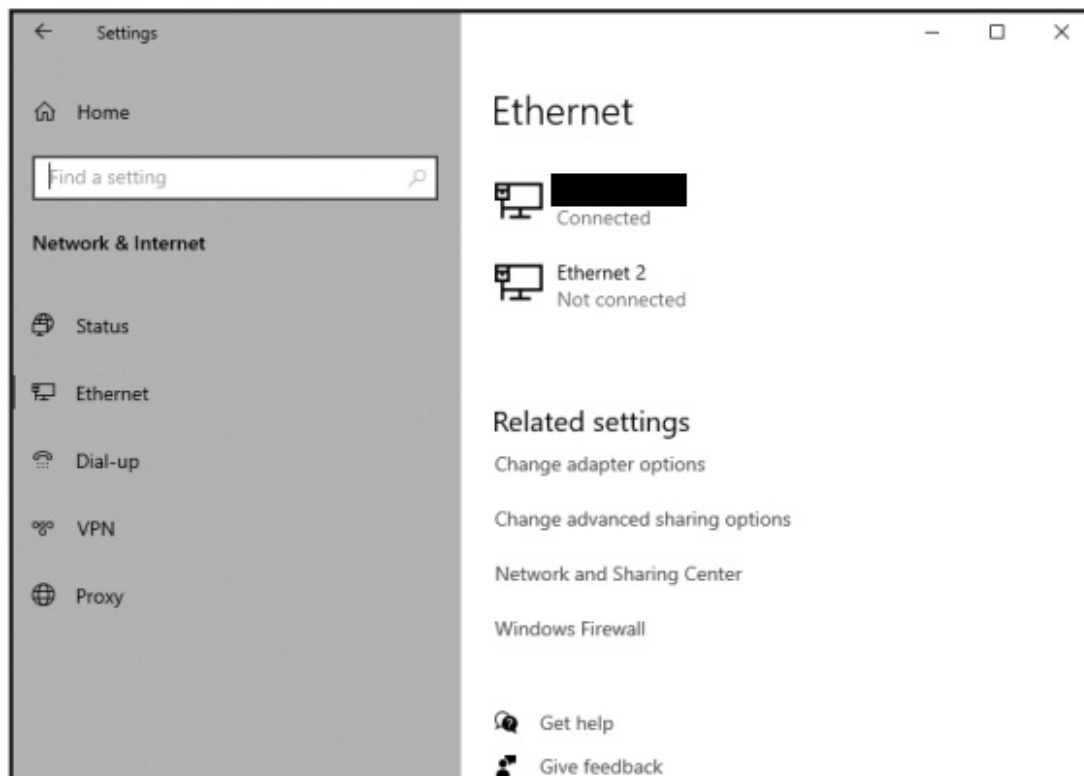 Settings
Home
Find a setting
Network & Internet
Status
Ethernet
Dial-up
VPN
Proxy
Ethernet
Connected
Ethernet 2
Not connected
Related settings
Change adapter options
Change advanced sharing options
Network and Sharing Center
Windows Firewall
Get help
Give feedback